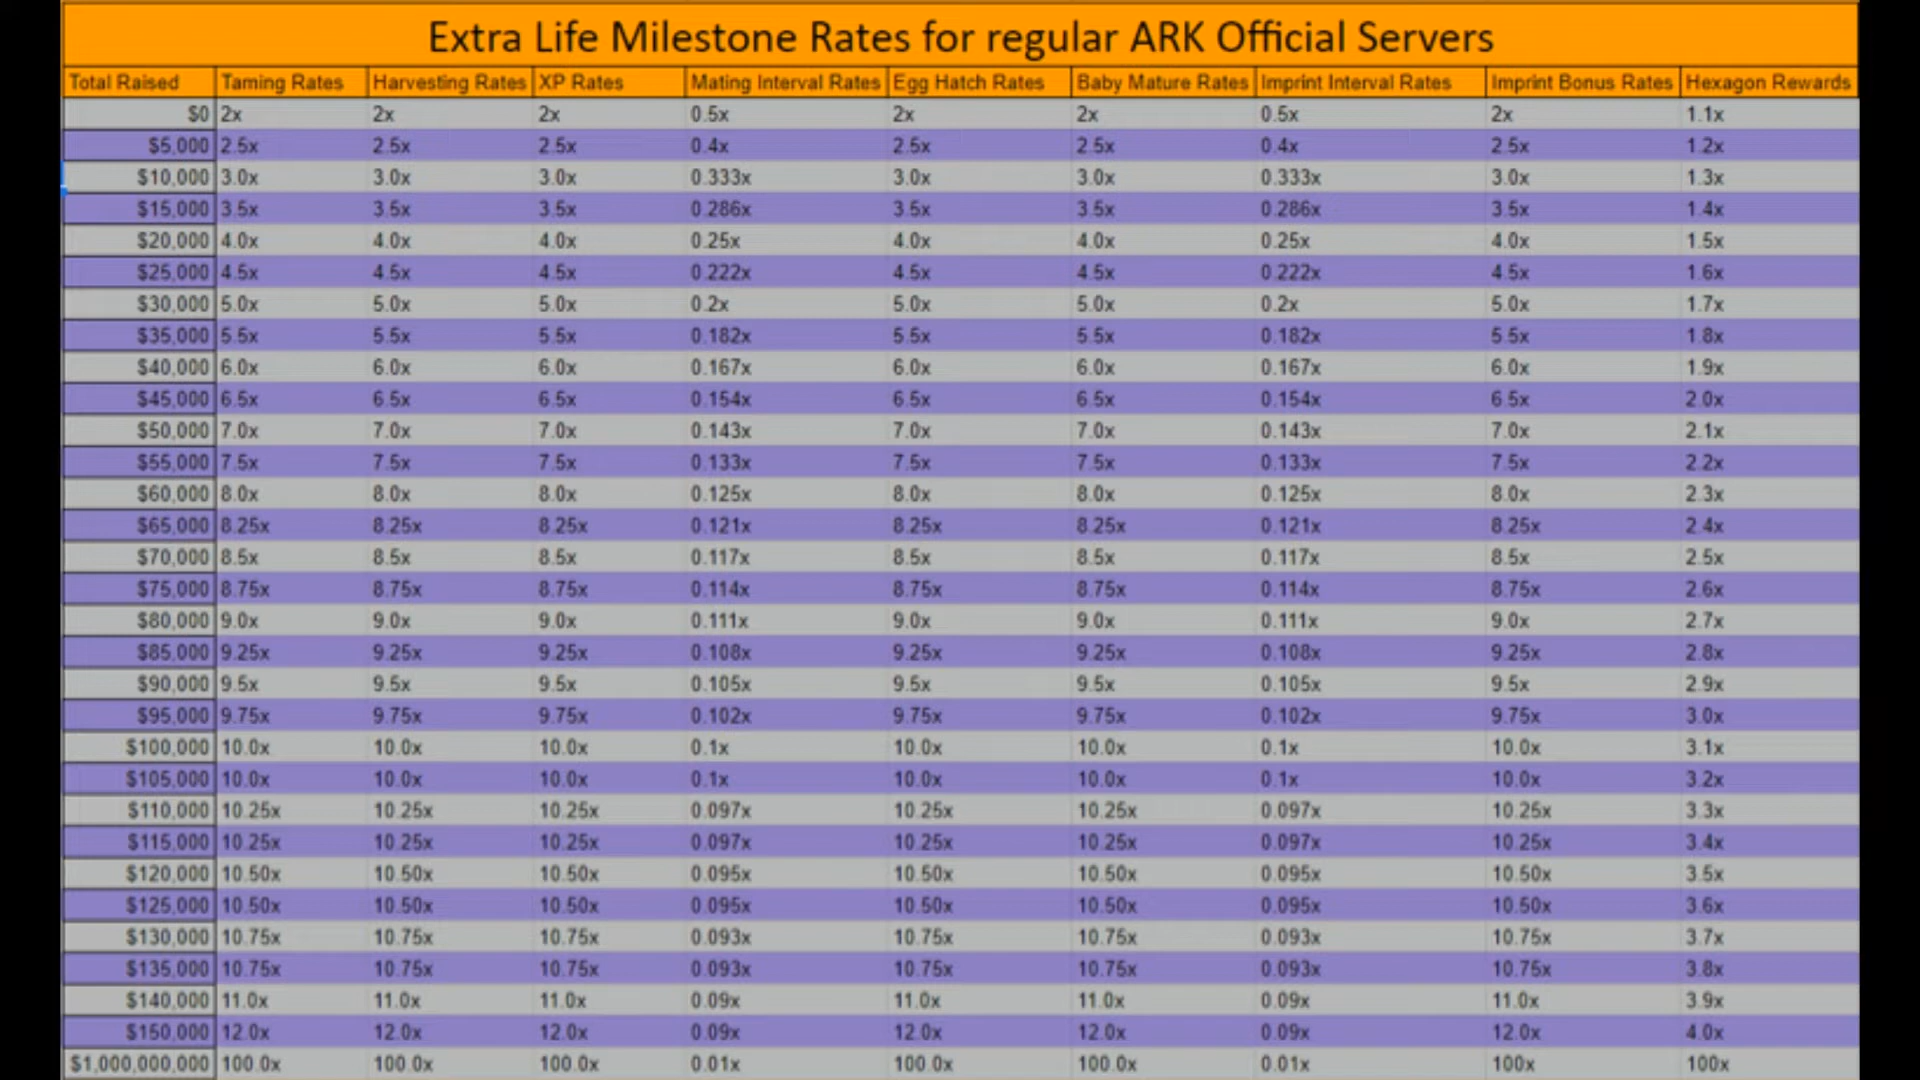 Extra Life Milestone Rates for regular ARK Official Servers
Total Raised Taming Rates Harvesting Rates XP Rates Mating Interval Rates Egg Hatch Rates Baby Mature Rates Imprint Interval Rates Imprint Bonus Rates Hexagon Rewards
$0 2x 2x 2x 0.5x 2x 2x 0.5x 2x 1.1x
$5,000 2.5x 2.5x 2.5x 0.4x 2.5x 2.5x 0.4x 2.5x 1.2x
$10,000 3.0x 3.0x 3.0x 0.333x 3.0x 3.0x 0.333x 3.0x 1.3x
$15,000 3.5x 3.5x 3.5x 0.286x 3.5x 3.5x 0.286x 3.5x 1.4x
$20,000 4.0x 4.0x 4.0x 0.25x 4.0x 4.0x 0.25x 4.0x 1.5x
$25,000 4.5x 4.5x 4.5x 0.222x 4.5x 4.5x 0.222x 4.5x 1.6x
$30,000 5.0x 5.0x 5.0x 0.2x 5.0x 5.0x 0.2x 5.0x 1.7x
$35,000 5.5x 5.5x 5.5x 0.182x 5.5x 5.5x 0.182x 5.5x 1.8x
$40,000 6.0x 6.0x 6.0x 0.167x 6.0x 6.0x 0.167x 6.0x 1.9x
$45,000 6.5x 6.5x 6.5x 0.154x 6.5x 6.5x 0.154x 6.5x 2.0x
$50,000 7.0x 7.0x 7.0x 0.143x 7.0x 7.0x 0.143x 7.0x 2.1x
$55,000 7.5x 7.5x 7.5x 0.133x 7.5x 7.5x 0.133x 7.5x 2.2x
$60,000 8.0x 8.0x 8.0x 0.125x 8.0x 8.0x 0.125x 8.0x 2.3x
$65,000 8.25x 8.25x 8.25x 0.121x 8.25x 8.25x 0.121x 8.25x 2.4x
$70,000 8.5x 8.5x 8.5x 0.117x 8.5x 8.5x 0.117x 8.5x 2.5x
$75,000 8.75x 8.75x 8.75x 0.114x 8.75x 8.75x 0.114x 8.75x 2.6x
$80,000 9.0x 9.0x 9.0x 0.111x 9.0x 9.0x 0.111x 9.0x 2.7x
$85,000 9.25x 9.25x 9.25x 0.108x 9.25x 9.25x 0.108x 9.25x 2.8x
$90,000 9.5x 9.5x 9.5x 0.105x 9.5x 9.5x 0.105x 9.5x 2.9x
$95,000 9.75x 9.75x 9.75x 0.102x 9.75x 9.75x 0.102x 9.75x 3.0x
$100,000 10.0x 10.0x 10.0x 0.1x 10.0x 10.0x 0.1x 10.0x 3.1x
$105,000 10.0x 10.0x 10.0x 0.1x 10.0x 10.0x 0.1x 10.0x 3.2x
$110,000 10.25x 10.25x 10.25x 0.097x 10.25x 10.25x 0.097x 10.25x 3.3x
$115,000 10.25x 10.25x 10.25x 0.097x 10.25x 10.25x 0.097x 10.25x 3.4x
$120,000 10.50x 10.50x 10.50x 0.095x 10.50x 10.50x 0.095x 10.50x 3.5x
$125,000 10.50x 10.50x 10.50x 0.095x 10.50x 10.50x 0.095x 10.50x 3.6x
$130,000 10.75x 10.75x 10.75x 0.093x 10.75x 10.75x 0.093x 10.75x 3.7x
$135,000 10.75x 10.75x 10.75x 0.093x 10.75x 10.75x 0.093x 10.75x 3.8x
$140,000 11.0x 11.0x 11.0x 0.09x 11.0x 11.0x 0.09x 11.0x 3.9x
$150,000 12.0x 12.0x 12.0x 0.09x 12.0x 12.0x 0.09x 12.0x 4.0x
$1,000,000,000 100.0x 100.0x 100.0x 0.01x 100.0x 100.0x 0.01x 100x 100x